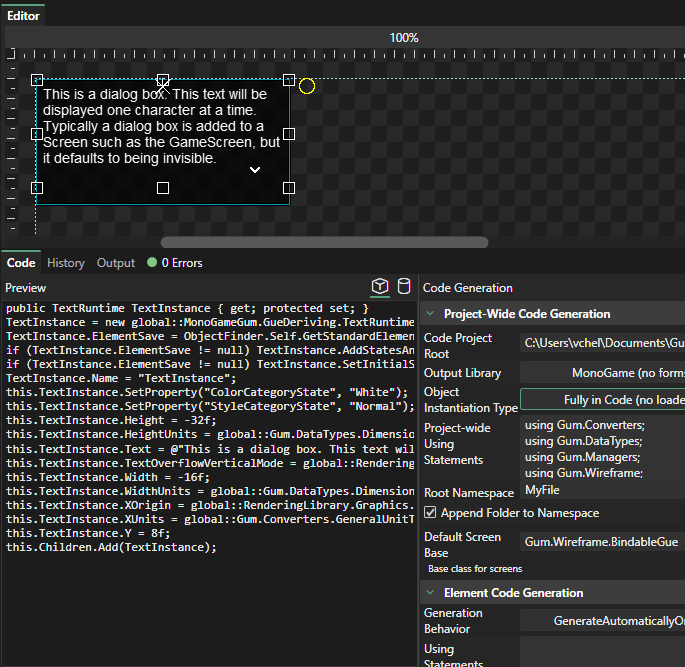 Editor
100%
This is a dialog box. This text will be
displayed one character at a time.
Typically a dialog box is added to a
Screen such as the GameScreen, but
it defaults to being invisible.
Code History Output 0 Errors
Preview
public TextRuntime TextInstance { get; protected set; }
TextInstance = new global::MonoGameGum.GueDeriving.TextRuntime
TextInstance.ElementSave = ObjectFinder.Self.GetStandardElemen
if (TextInstance.ElementSave != null) TextInstance.AddStatesAn
if (TextInstance.ElementSave != null) TextInstance.SetInitialS
TextInstance.Name = "TextInstance";
this.TextInstance.SetProperty("ColorCategoryState", "White");
this.TextInstance.SetProperty("StyleCategoryState", "Normal");
this.TextInstance.Height = -32f;
this.TextInstance.HeightUnits = global::Gum.DataTypes.Dimensio
this.TextInstance.Text = @"This is a dialog box. This text wil
this.TextInstance.TextOverflowVerticalMode = global::Rendering
this.TextInstance.Width = -16f;
this.TextInstance.WidthUnits = global::Gum.DataTypes.Dimension
this.TextInstance.XOrigin = global::RenderingLibrary.Graphics.
this.TextInstance.XUnits = global::Gum.Converters.GeneralUnitT
this.TextInstance.Y = 8f;
this.Children.Add(TextInstance);
Code Generation
Project-Wide Code Generation
Code Project
Root
C:\Users\vchel\Documents\Gu
Output Library
MonoGame (no forms
Object
Instantiation Type
Fully in Code (no loade
Project-wide
Using
Statements
using Gum.Converters;
using Gum.DataTypes;
using Gum.Managers;
using Gum.Wireframe;
Root Namespace
MyFile
Append Folder to Namespace
Default Screen
Base
Gum.Wireframe.BindableGue
Base class for screens
Element Code Generation
Generation
Behavior
GenerateAutomaticallyO
Using
Statements